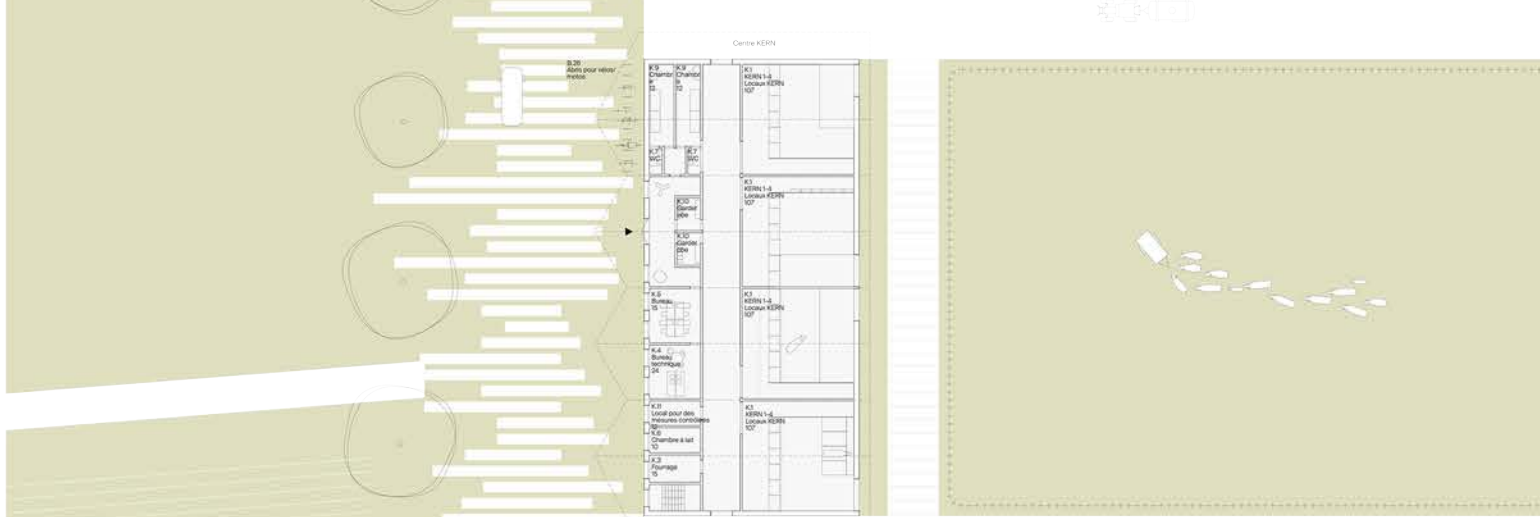 Centre KERN
B.26
Abris pour vélos/
motos
K.9
Chambr
e
12
K.9
Chambr
e
12
K.1
KERN 1-4
Locaux KERN
107
K.7
WC
K.7
WC
K.1
KERN 1-4
Locaux KERN
107
K.10
Garder
obe
K.10
Garder
obe
K.5
Bureau
15
K.1
KERN 1-4
Locaux KERN
107
K.4
Bureau
technique
24
K.11
Local pour des
mesures contrôlées
12
K.1
KERN 1-4
Locaux KERN
107
K.6
Chambre à lait
10
K.3
Fourrage
15